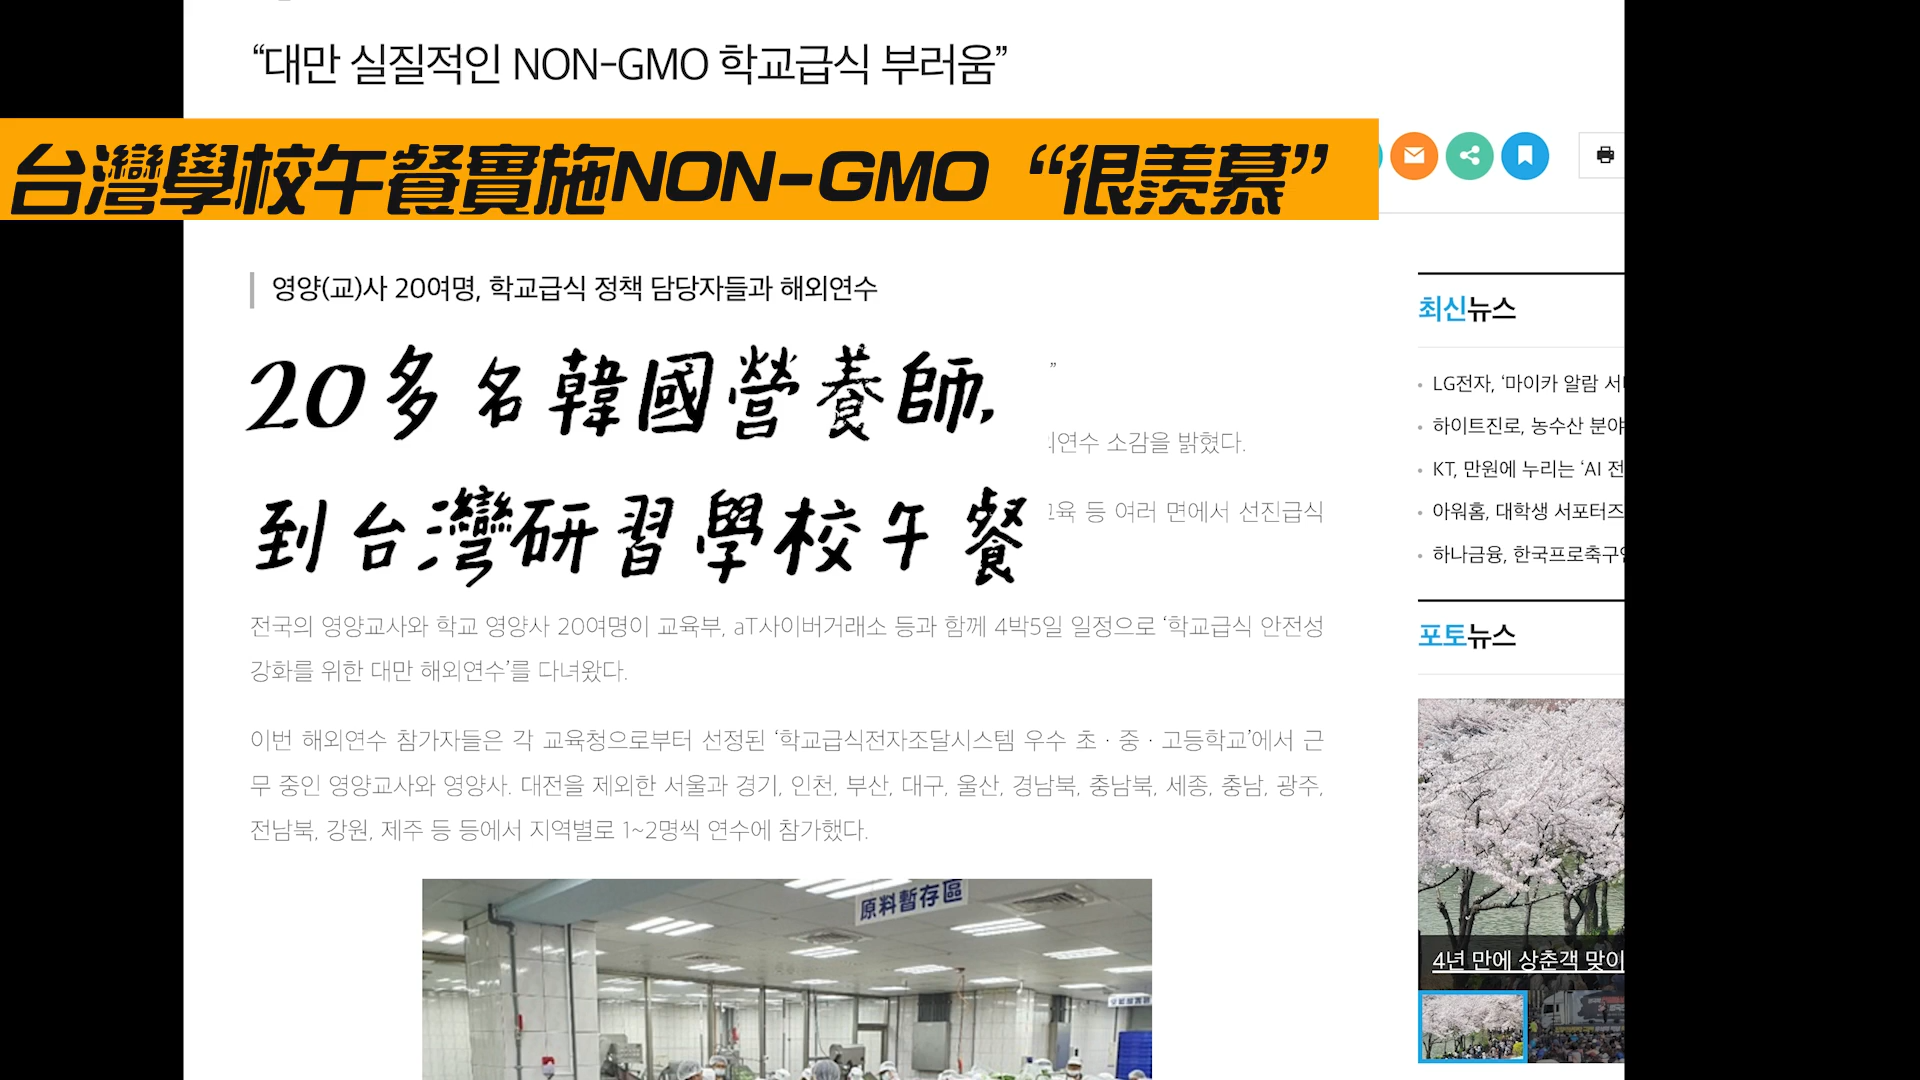 “대만 실질적인 NON-GMO 학교급식 부러움”
台灣學校午餐實施NON-GMO “很羨慕”
영양(교)사 20여명, 학교급식 정책 담당자들과 해외연수
20多名韓國營養師,
”
연수 소감을 밝혔다.
到台灣研習學校午餐
등 여러 면에서 선진급식
전국의 영양교사와 학교 영양사 20여명이 교육부, aT사이버거래소 등과 함께 4박5일 일정으로 ‘학교급식 안전성
강화를 위한 대만 해외연수’를 다녀왔다.
이번 해외연수 참가자들은 각 교육청으로부터 선정된 ‘학교급식전자조달시스템 우수 초·중·고등학교’에서 근
무 중인 영양교사와 영양사. 대전을 제외한 서울과 경기, 인천, 부산, 대구, 울산, 경남북, 충남북, 세종, 충남, 광주,
전남북, 강원, 제주 등 등에서 지역별로 1~2명씩 연수에 참가했다.
原料暫存區
최신뉴스
LG전자, ‘마이카 알람 서
하이트진로, 농수산 분야
KT, 만원에 누리는 ‘AI 전
아워홈, 대학생 서포터즈
하나금융, 한국프로축구
포토뉴스
4년 만에 상춘객 맞이